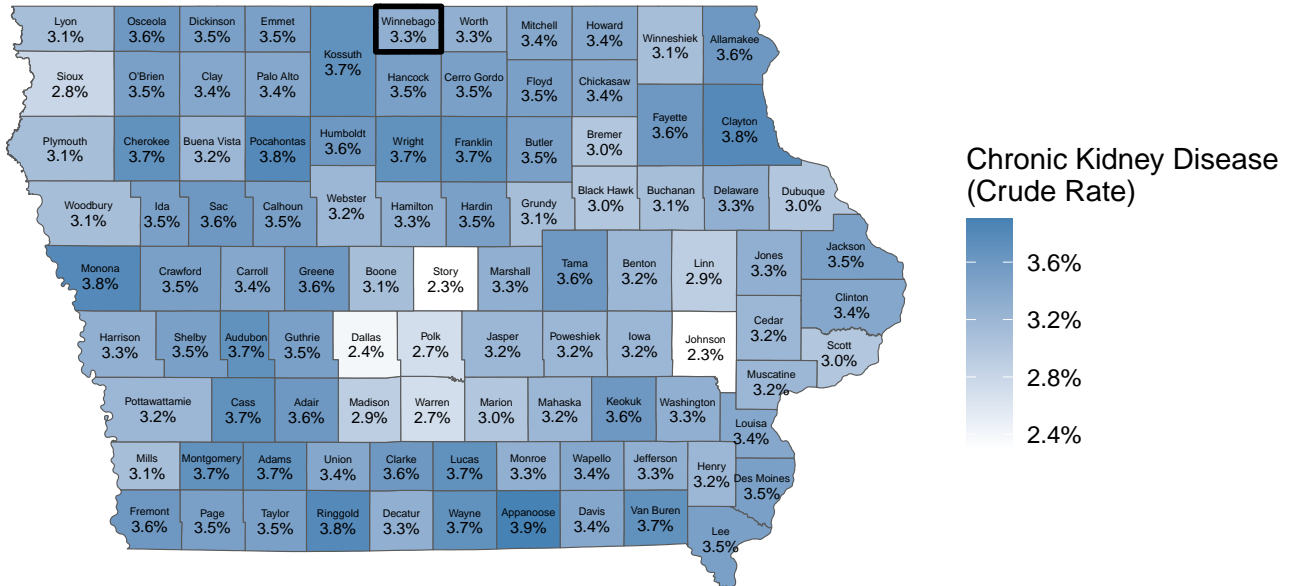 Lyon
3.1%
Osceola
3.6%
Dickinson
3.5%
Emmet
3.5%
Winnebago
3.3%
Worth
3.3%
Mitchell
3.4%
Howard
3.4%
Winneshiek
3.1%
Allamakee
3.6%
Kossuth
3.7%
Sioux
2.8%
O'Brien
3.5%
Clay
3.4%
Palo Alto
3.4%
Hancock
3.5%
Cerro Gordo
3.5%
Floyd
3.5%
Chickasaw
3.4%
Fayette
3.6%
Clayton
3.8%
Plymouth
3.1%
Cherokee
3.7%
Buena Vista
3.2%
Pocahontas
3.8%
Humboldt
3.6%
Wright
3.7%
Franklin
3.7%
Butler
3.5%
Bremer
3.0%
Woodbury
3.1%
Ida
3.5%
Sac
3.6%
Calhoun
3.5%
Webster
3.2%
Hamilton
3.3%
Hardin
3.5%
Grundy
3.1%
Black Hawk
3.0%
Buchanan
3.1%
Delaware
3.3%
Dubuque
3.0%
Monona
3.8%
Crawford
3.5%
Carroll
3.4%
Greene
3.6%
Boone
3.1%
Story
2.3%
Marshall
3.3%
Tama
3.6%
Benton
3.2%
Linn
2.9%
Jones
3.3%
Jackson
3.5%
Clinton
3.4%
Harrison
3.3%
Shelby
3.5%
Audubon
3.7%
Guthrie
3.5%
Dallas
2.4%
Polk
2.7%
Jasper
3.2%
Poweshiek
3.2%
Iowa
3.2%
Johnson
2.3%
Cedar
3.2%
Scott
3.0%
Muscatine
3.2%
Pottawattamie
3.2%
Cass
3.7%
Adair
3.6%
Madison
2.9%
Warren
2.7%
Marion
3.0%
Mahaska
3.2%
Keokuk
3.6%
Washington
3.3%
Louisa
3.4%
Mills
3.1%
Montgomery
3.7%
Adams
3.7%
Union
3.4%
Clarke
3.6%
Lucas
3.7%
Monroe
3.3%
Wapello
3.4%
Jefferson
3.3%
Henry
3.2%
Des Moines
3.5%
Fremont
3.6%
Page
3.5%
Taylor
3.5%
Ringgold
3.8%
Decatur
3.3%
Wayne
3.7%
Appanoose
3.9%
Davis
3.4%
Van Buren
3.7%
Lee
3.5%
Chronic Kidney Disease
(Crude Rate)
3.6%
3.2%
2.8%
2.4%